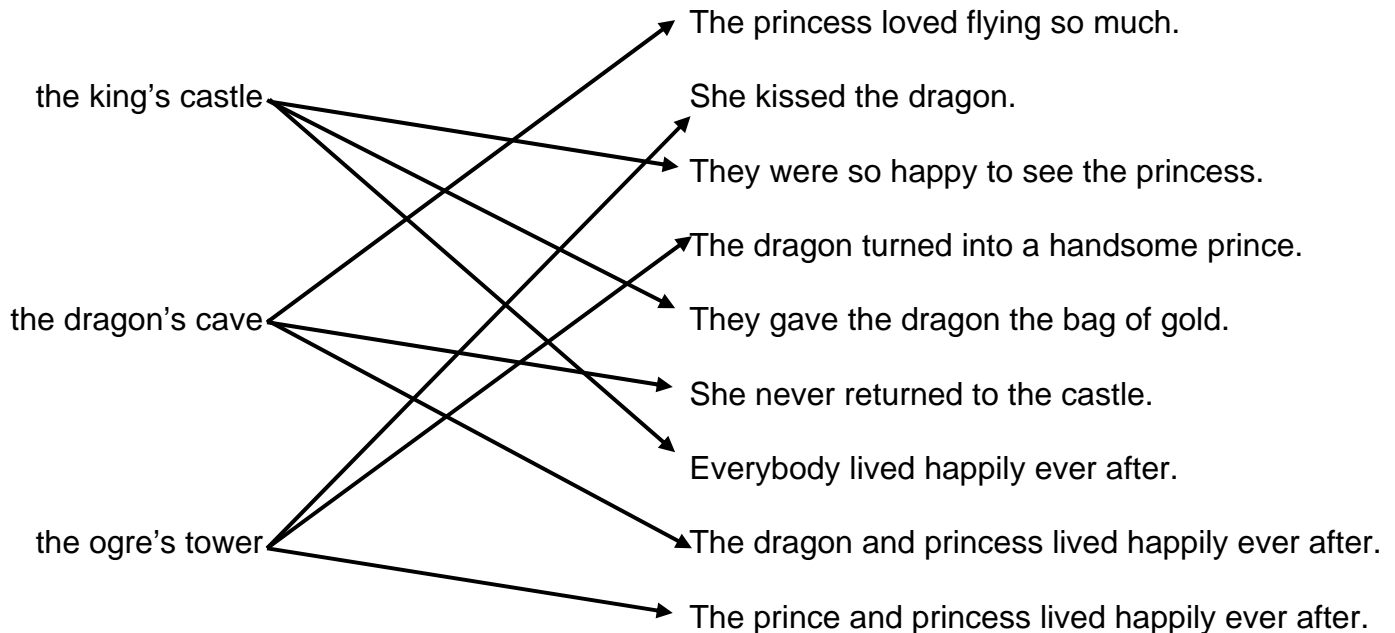 The princess loved flying so much.
the king’s castle
She kissed the dragon.
They were so happy to see the princess.
The dragon turned into a handsome prince.
the dragon’s cave
They gave the dragon the bag of gold.
She never returned to the castle.
Everybody lived happily ever after.
the ogre’s tower
The dragon and princess lived happily ever after.
The prince and princess lived happily ever after.